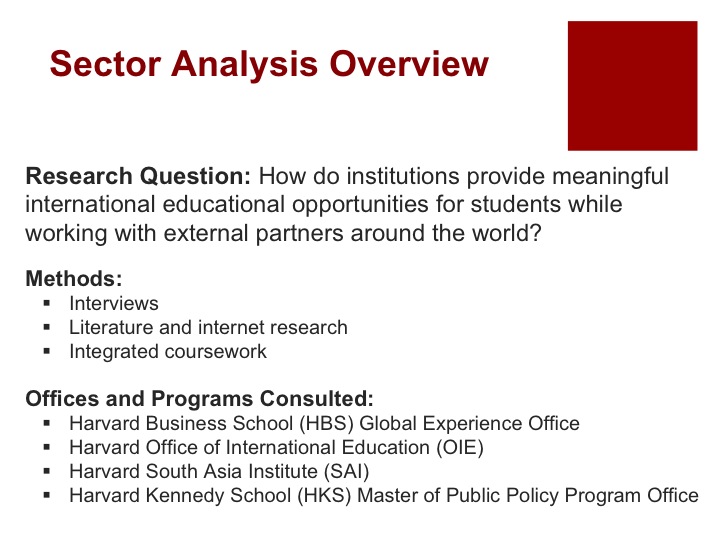 Sector Analysis Overview
Research Question: How do institutions provide meaningful
international educational opportunities for students while
working with external partners around the world?
Methods:
▪ Interviews
▪ Literature and internet research
▪ Integrated coursework
Offices and Programs Consulted:
▪ Harvard Business School (HBS) Global Experience Office
▪ Harvard Office of International Education (OIE)
▪ Harvard South Asia Institute (SAI)
▪ Harvard Kennedy School (HKS) Master of Public Policy Program Office